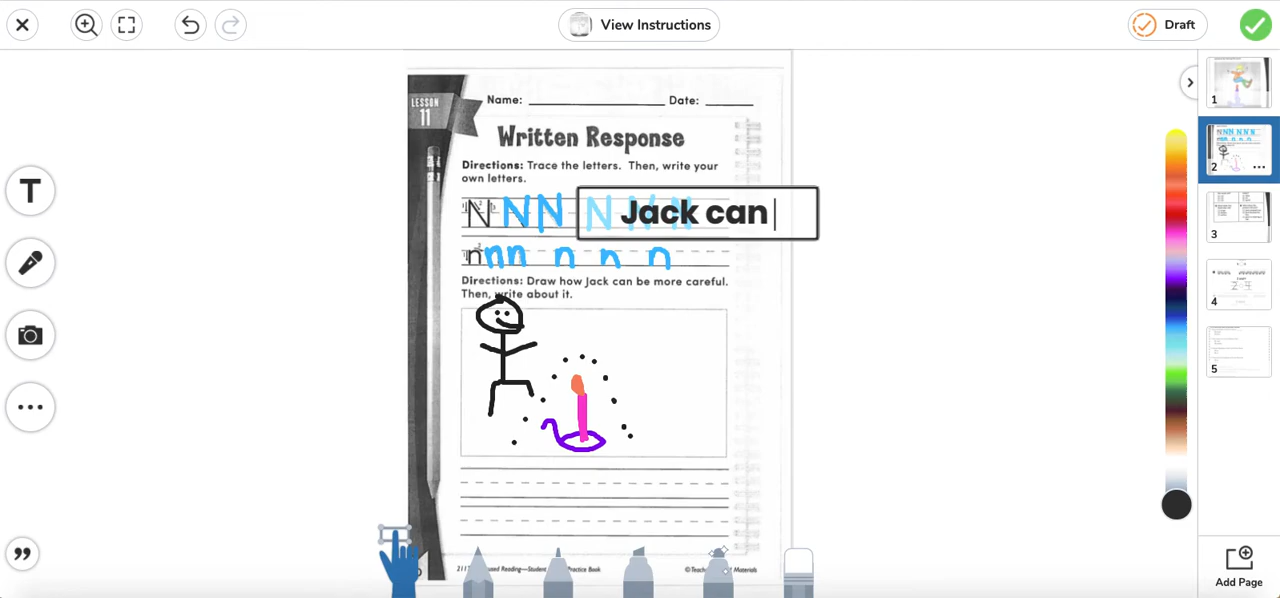 View Instructions
Draft
LESSON
11
Name: Date:
Written Response
Directions: Trace the letters. Then, write your
own letters.
N N N N N N
Jack can
n n n n n n
Directions: Draw how Jack can be more careful.
Then, write about it.
T
1
2
3
4
5
Add Page